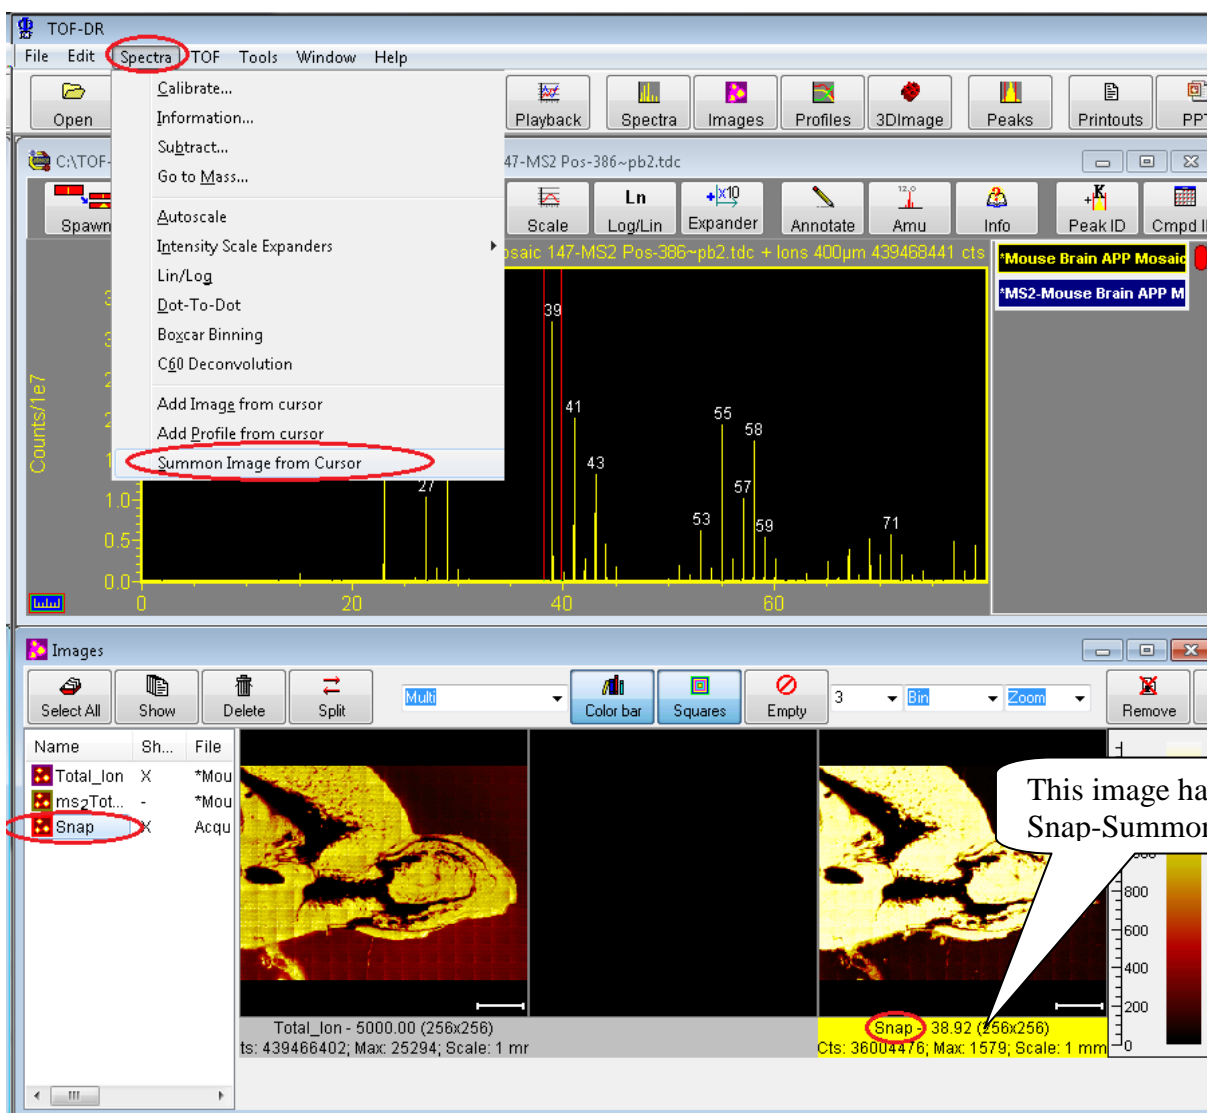 TOF-DR
File Edit Spectra TOF Tools Window Help
Open Playback Spectra Images Profiles 3DImage Peaks Printouts
Calibrate...
Information...
Subtract...
Go to Mass...
Autoscale
Intensity Scale Expanders
Lin/Log
Dot-To-Dot
Boxcar Binning
C60 Deconvolution
Add Image from cursor
Add Profile from cursor
Summon Image from Cursor
C:\TOF- 47-MS2 Pos-386~pb2.tdc
Ln +x10 12.0 +K
Spawn Scale Log/Lin Expander Annotate Amu Info Peak ID Cmpd
saic 147-MS2 Pos-386~pb2.tdc + Ions 400µm 439468441 cts
*Mouse Brain APP Mosaic
*MS2-Mouse Brain APP M
Counts/1e7
1.0
0.5
0.0
39
41
55
58
43
27
57
53
59
71
0 20 40 60
Images
Select All Show Delete Split Multi Color bar Squares Empty 3 Bin Zoom Remove
Name Sh... File
Total_Ion X *Mou
ms2Tot... - *Mou
Snap X Acqu
This image ha
Snap-Summon
800
600
400
200
0
Total_Ion - 5000.00 (256x256)
ts: 439466402; Max: 25294; Scale: 1 mr
Snap - 38.92 (256x256)
Cts: 36004476; Max: 1579; Scale: 1 mm